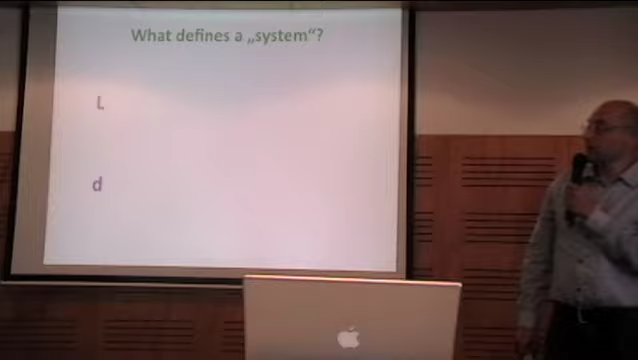 What defines a „system“?
L
d